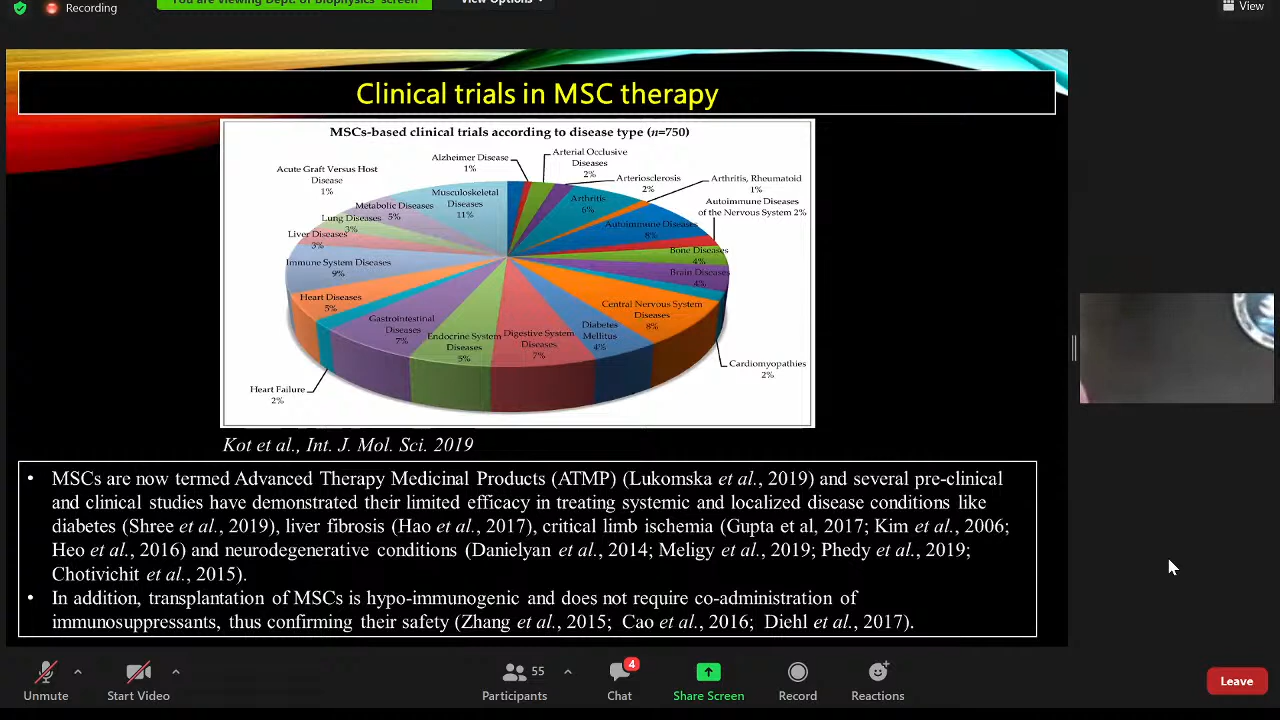 Recording
You are viewing Dept. of Biophysics' screen
View Options
View
Clinical trials in MSC therapy
MSCs-based clinical trials according to disease type (n=750)
Alzheimer Disease
1%
Arterial Occlusive
Diseases
2%
Arteriosclerosis
2%
Arthritis
6%
Arthritis, Rheumatoid
1%
Autoimmune Diseases
8%
Autoimmune Diseases
of the Nervous System 2%
Bone Diseases
4%
Brain Diseases
4%
Cardiomyopathies
2%
Central Nervous System
Diseases
8%
Diabetes
Mellitus
4%
Digestive System
Diseases
7%
Endocrine System
Diseases
5%
Gastrointestinal
Diseases
7%
Heart Failure
2%
Heart Diseases
5%
Immune System Diseases
9%
Liver Diseases
3%
Lung Diseases
3%
Metabolic Diseases
5%
Musculoskeletal
Diseases
11%
Acute Graft Versus Host
Disease
1%
Kot et al., Int. J. Mol. Sci. 2019
• MSCs are now termed Advanced Therapy Medicinal Products (ATMP) (Lukomska et al., 2019) and several pre-clinical
and clinical studies have demonstrated their limited efficacy in treating systemic and localized disease conditions like
diabetes (Shree et al., 2019), liver fibrosis (Hao et al., 2017), critical limb ischemia (Gupta et al, 2017; Kim et al., 2006;
Heo et al., 2016) and neurodegenerative conditions (Danielyan et al., 2014; Meligy et al., 2019; Phedy et al., 2019;
Chotivichit et al., 2015).
• In addition, transplantation of MSCs is hypo-immunogenic and does not require co-administration of
immunosuppressants, thus confirming their safety (Zhang et al., 2015; Cao et al., 2016; Diehl et al., 2017).
Unmute
Start Video
55
Participants
4
Chat
Share Screen
Record
Reactions
Leave